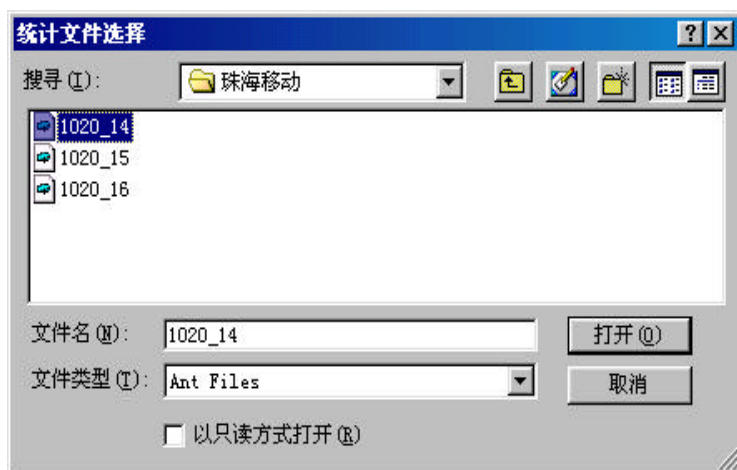 统计文件选择
搜寻(I): 珠海移动
1020_14
1020_15
1020_16
文件名(N): 1020_14 打开(O)
文件类型(T): Ant Files 取消
以只读方式打开(R)